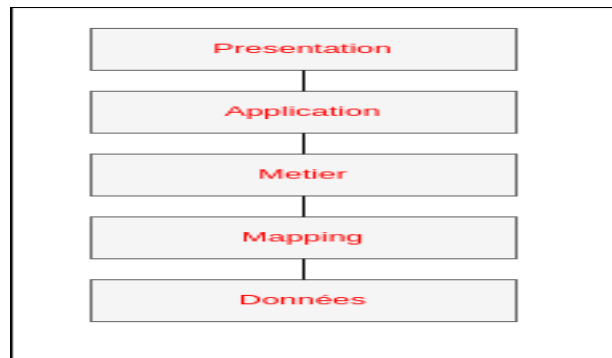 Presentation
Application
Metier
Mapping
Données